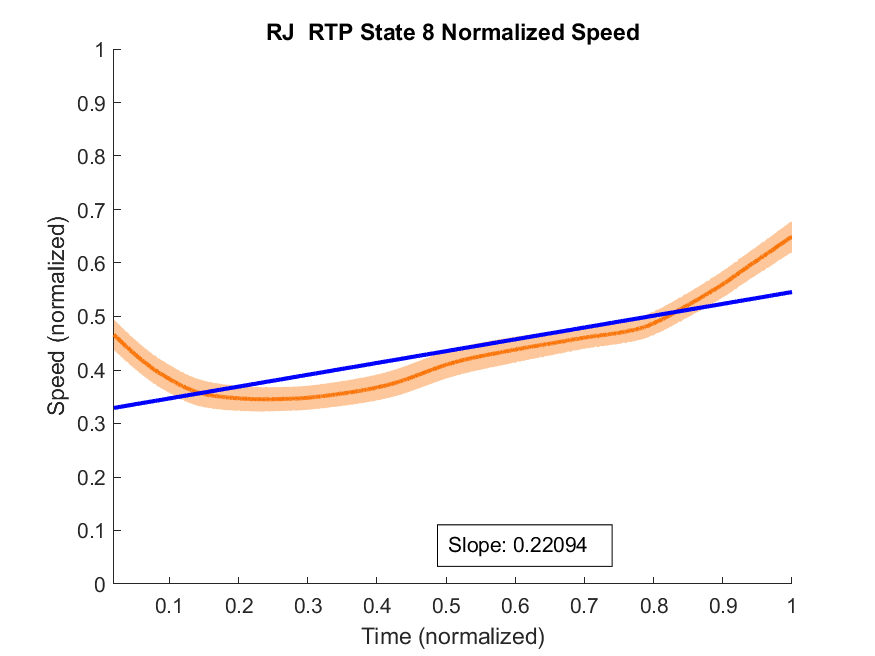 RJ  RTP State 8 Normalized Speed
1
0.9
0.8
0.7
0.6
0.5
0.4
0.3
0.2
0.1
0
Speed (normalized)
Slope: 0.22094
0.1 0.2 0.3 0.4 0.5 0.6 0.7 0.8 0.9 1
Time (normalized)